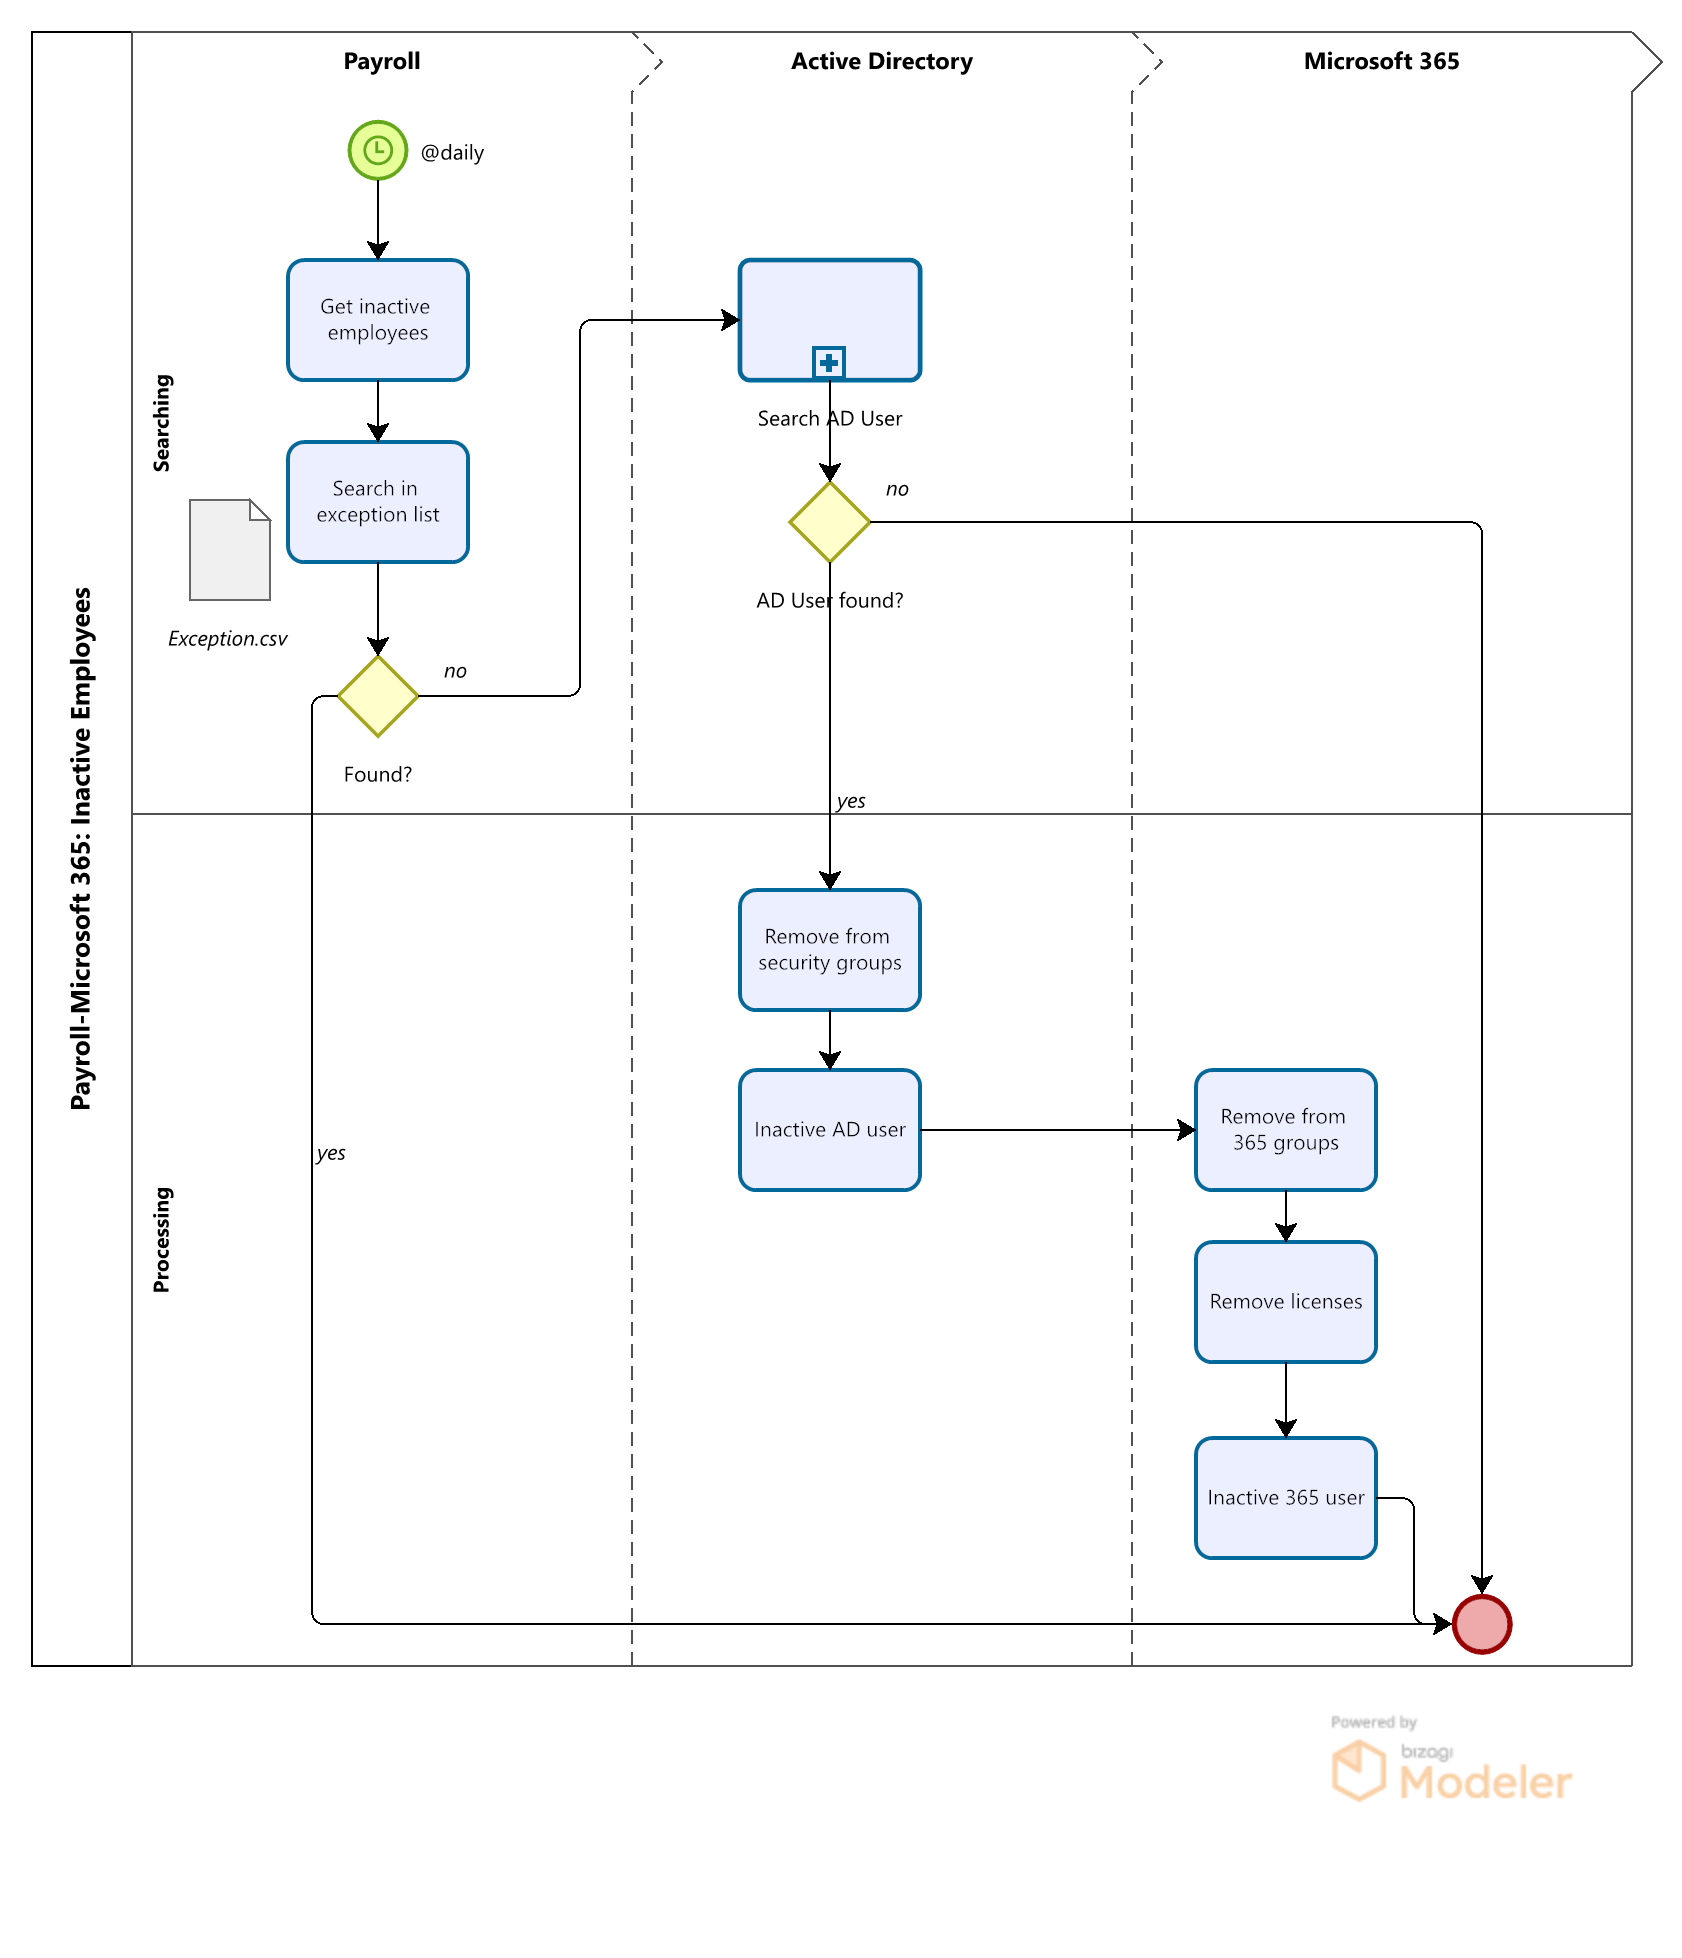 Payroll-Microsoft 365: Inactive Employees
Payroll
Active Directory
Microsoft 365
Searching
@daily
Get inactive
employees
Search in
exception list
Exception.csv
no
Found?
yes
Search AD User
no
AD User found?
yes
Processing
Remove from
security groups
Inactive AD user
Remove from
365 groups
Remove licenses
Inactive 365 user
Powered by
bizagi
Modeler